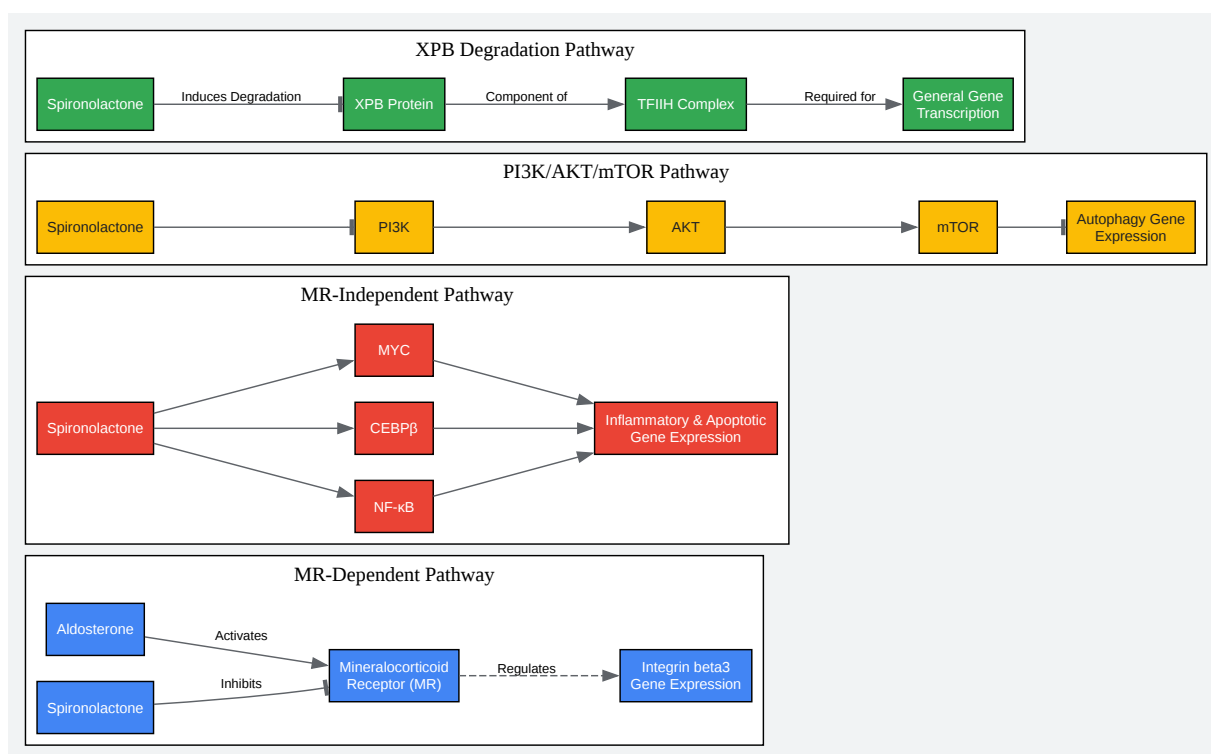 XPB Degradation Pathway
Spironolactone
Induces Degradation
XPB Protein
Component of
TFIIH Complex
Required for
General Gene
Transcription
PI3K/AKT/mTOR Pathway
Spironolactone
PI3K
AKT
mTOR
Autophagy Gene
Expression
MR-Independent Pathway
Spironolactone
MYC
CEBPβ
NF-κB
Inflammatory & Apoptotic
Gene Expression
MR-Dependent Pathway
Aldosterone
Activates
Spironolactone
Inhibits
Mineralocorticoid
Receptor (MR)
Regulates
Integrin beta3
Gene Expression